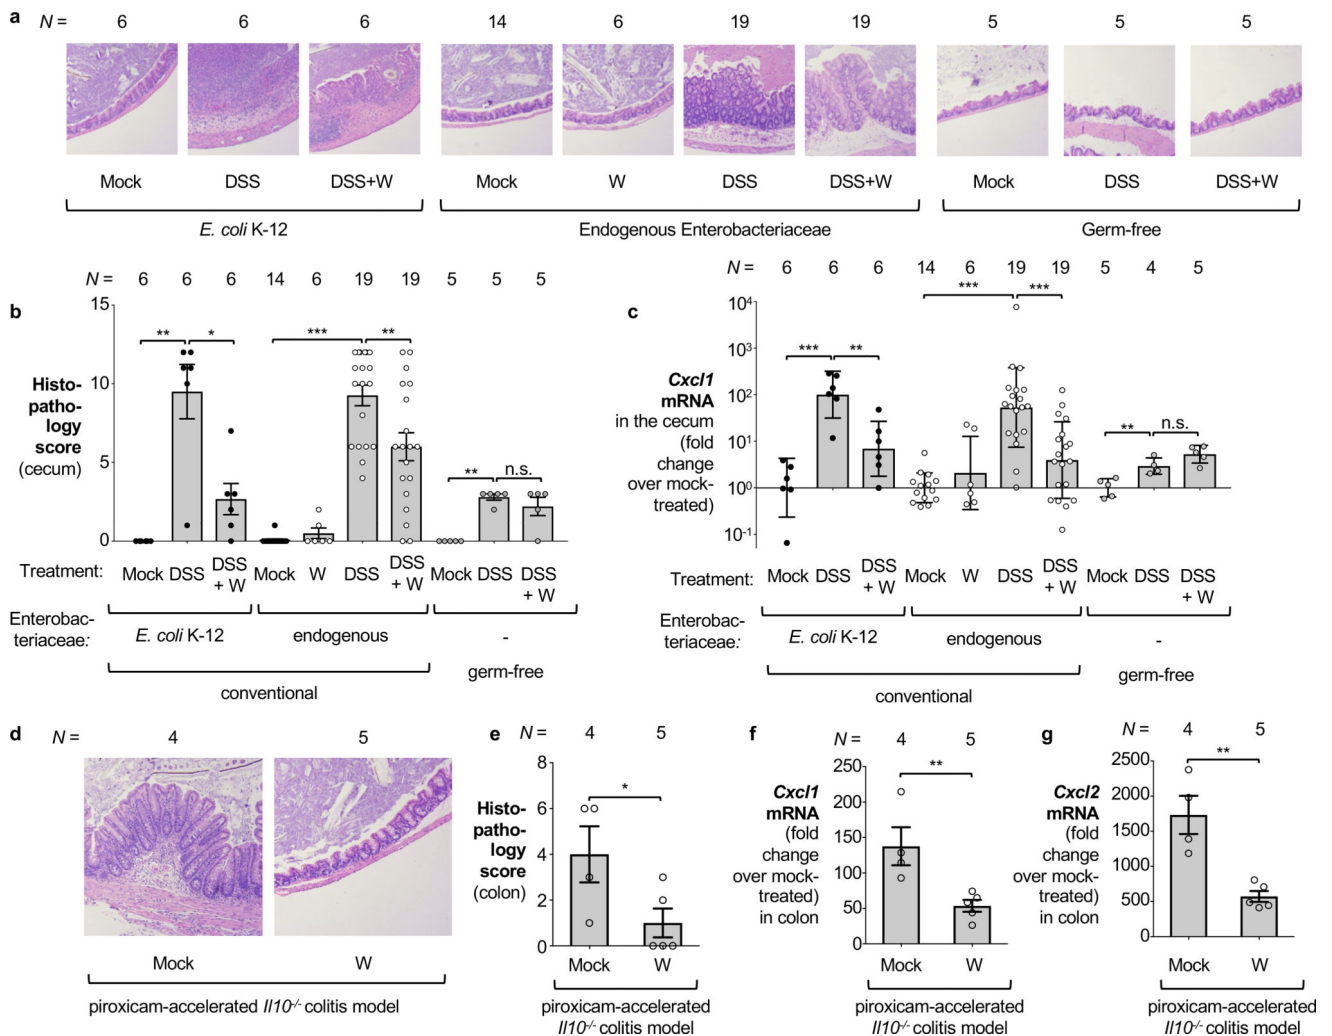 a N = 6 6 6 14 6 19 19 5 5 5
Mock DSS DSS+W Mock W DSS DSS+W Mock DSS DSS+W
E. coli K-12 Endogenous Enterobacteriaceae Germ-free
b N = 6 6 6 14 6 19 19 5 5 5
15
10
5
0
Histo-
patho-
logy
score
(cecum)
** * *** ** ** n.s.
Treatment: Mock DSS DSS + W Mock W DSS DSS + W Mock DSS DSS + W
Enterobac-
teriaceae: E. coli K-12 endogenous -
conventional germ-free
c N = 6 6 6 14 6 19 19 5 4 5
10⁴
10³
10²
10¹
10⁰
10⁻¹
Cxcl1
mRNA
in the cecum
(fold
change
over mock-
treated)
*** ** *** *** ** n.s.
Treatment: Mock DSS DSS + W Mock W DSS DSS + W Mock DSS DSS + W
Enterobac-
teriaceae: E. coli K-12 endogenous -
conventional germ-free
d N = 4 5
Mock W
piroxicam-accelerated Il10-/- colitis model
e N = 4 5
8
6
4
2
0
Histo-
patho-
logy
score
(colon)
*
Mock W
piroxicam-accelerated
Il10-/- colitis model
f N = 4 5
250
200
150
100
50
0
Cxcl1
mRNA
(fold
change
over mock-
treated)
in colon
**
Mock W
piroxicam-accelerated
Il10-/- colitis model
g N = 4 5
2500
2000
1500
1000
500
0
Cxcl2
mRNA
(fold
change
over mock-
treated)
in colon
**
Mock W
piroxicam-accelerated
Il10-/- colitis model